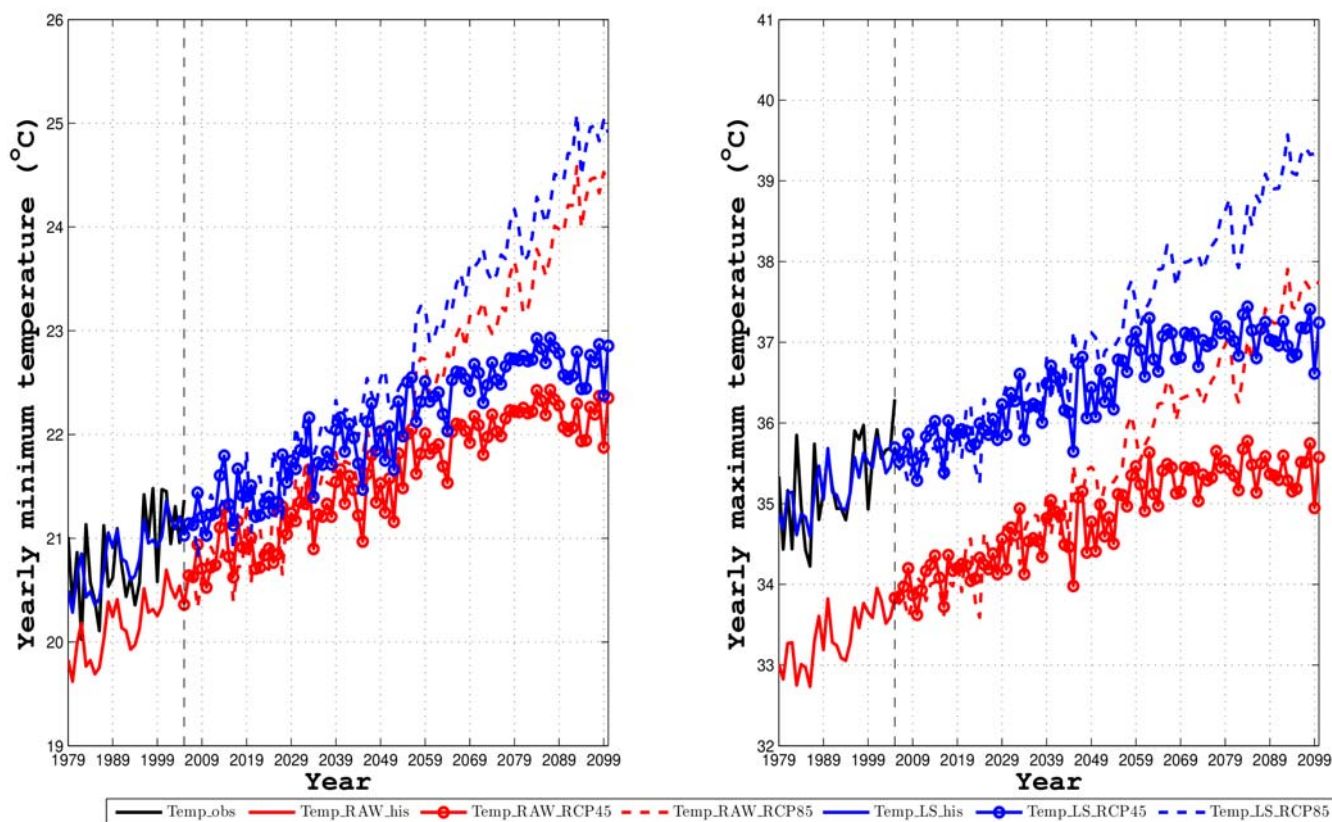 Yearly minimum temperature (°C)
26
25
24
23
22
21
20
19
1979 1989 1999 2009 2019 2029 2039 2049 2059 2069 2079 2089 2099
Year
Yearly maximum temperature (°C)
41
40
39
38
37
36
35
34
33
32
1979 1989 1999 2009 2019 2029 2039 2049 2059 2069 2079 2089 2099
Year
Temp_obs Temp_RAW_his Temp_RAW_RCP45 Temp_RAW_RCP85 Temp_LS_his Temp_LS_RCP45 Temp_LS_RCP85